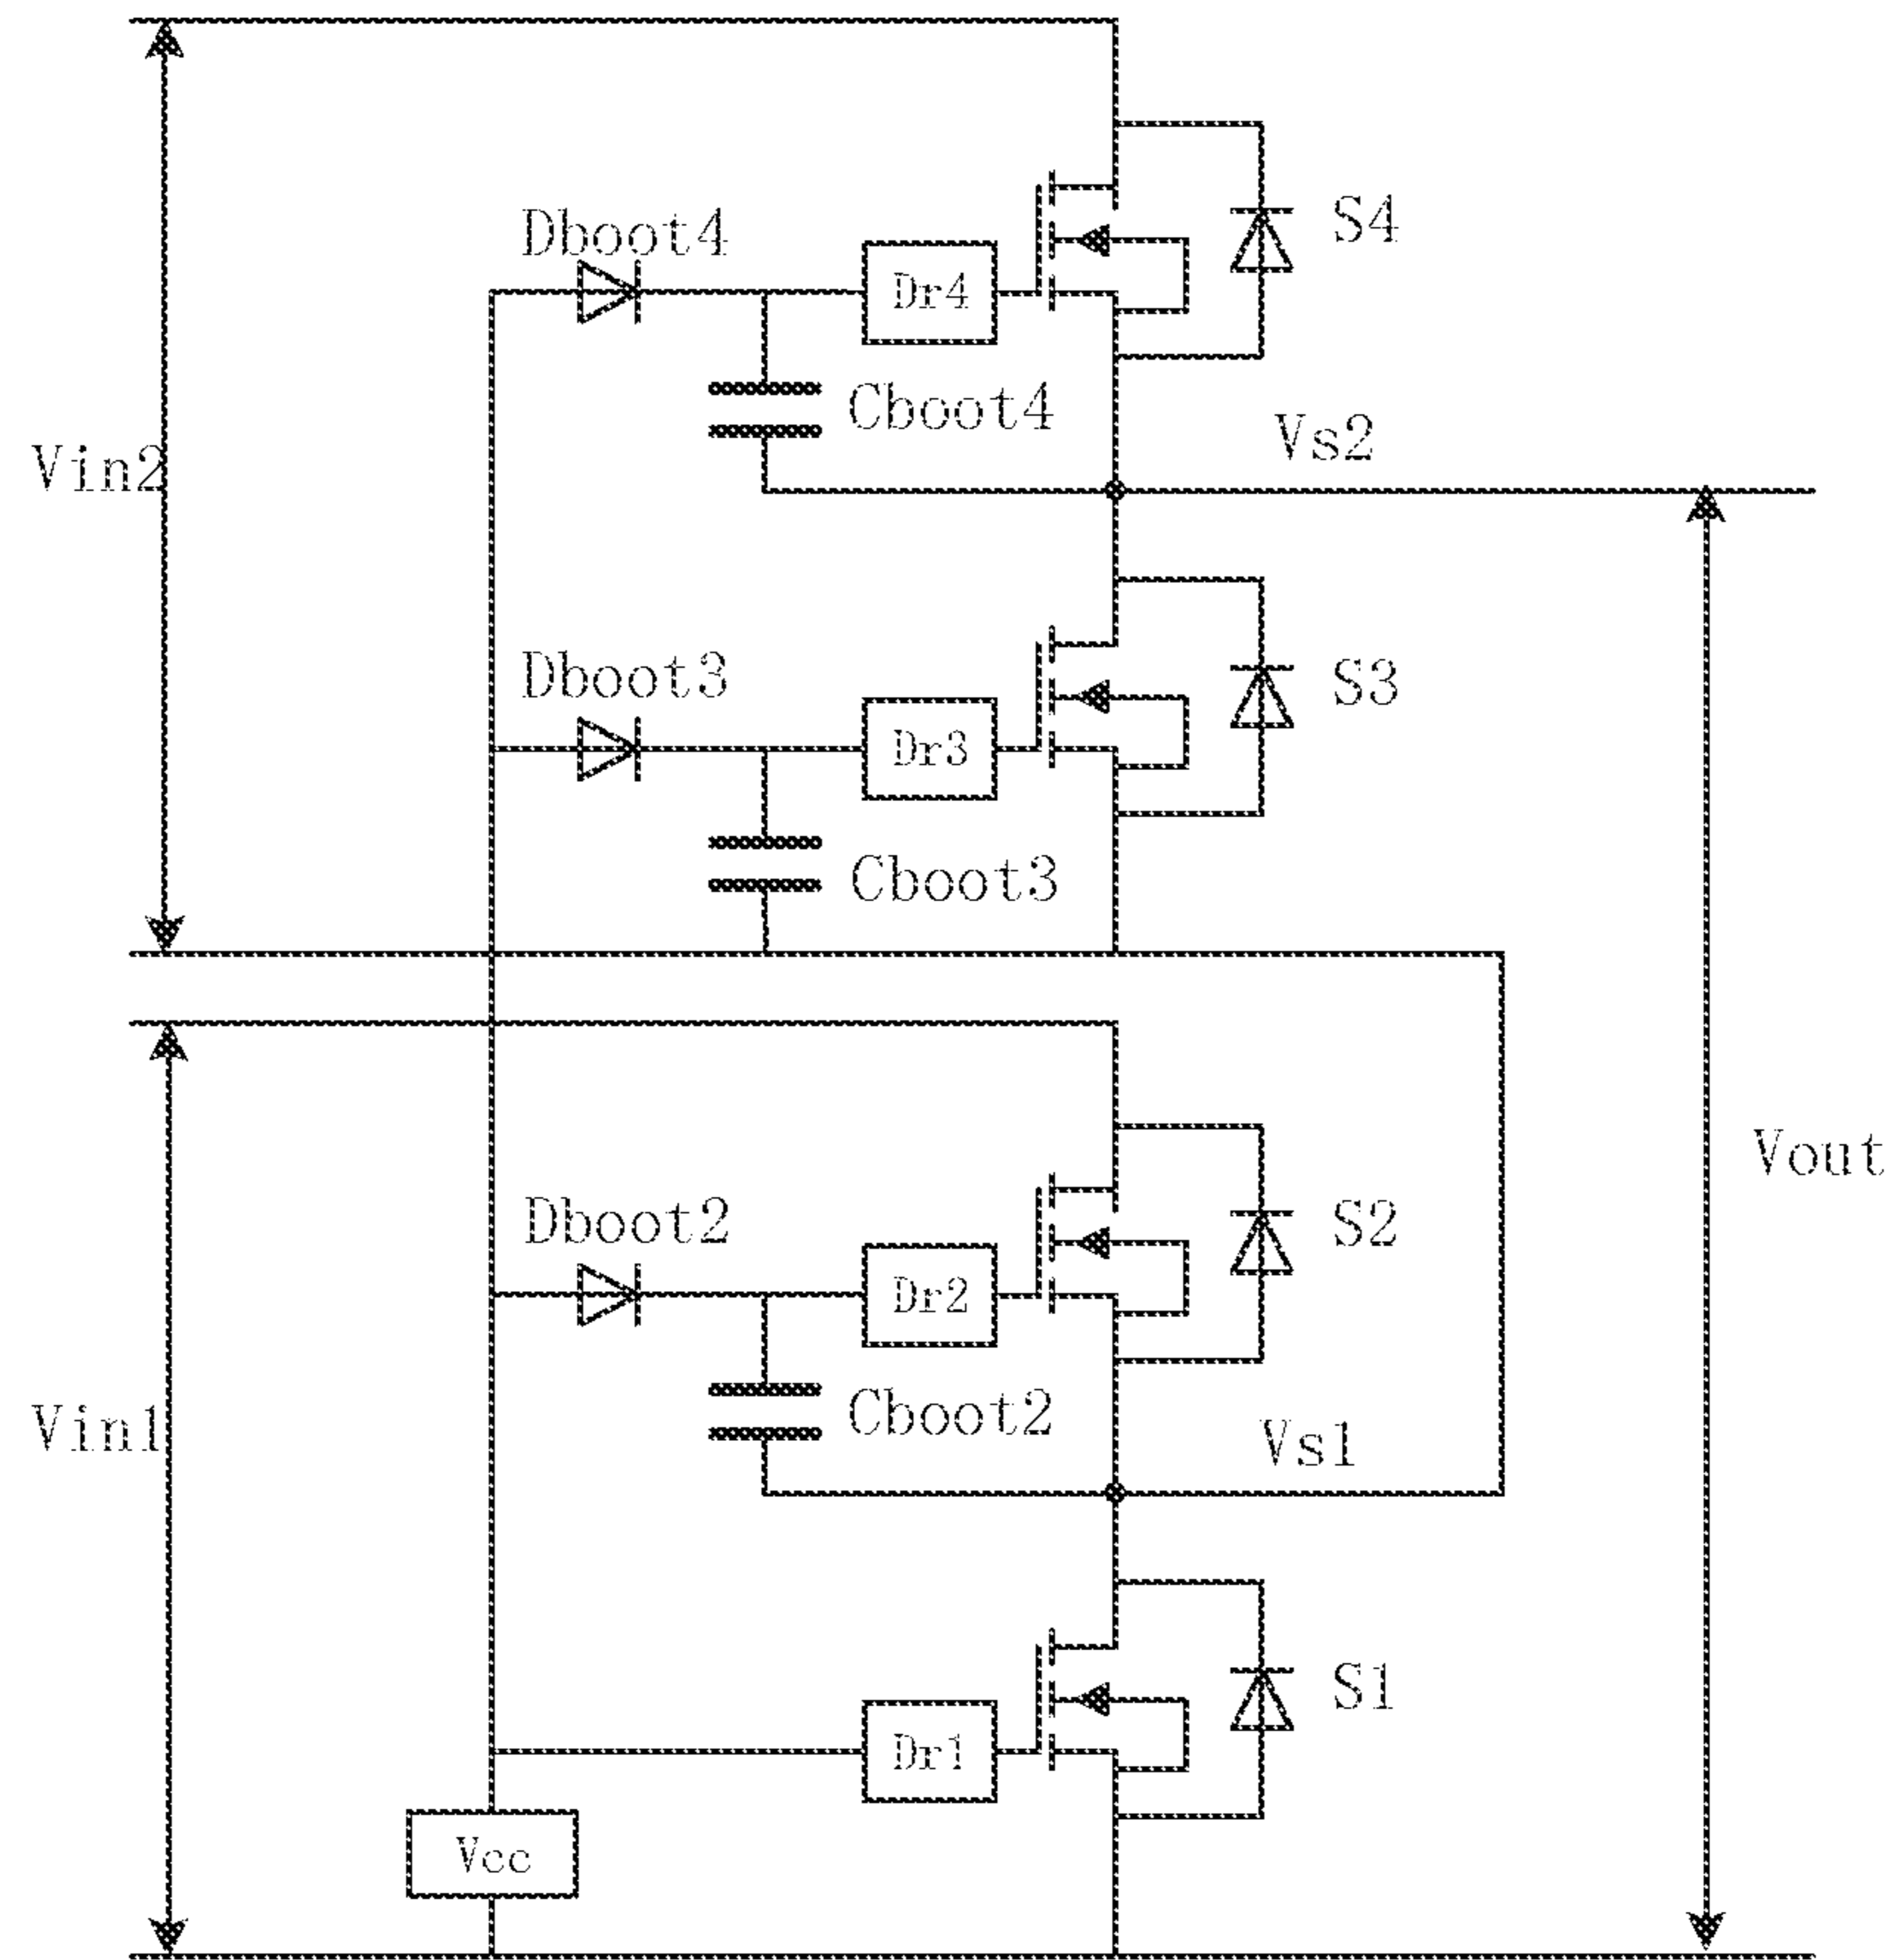 Dboot4
Dr4
S4
Cboot4
Vs2
Vin2
Dboot3
Dr3
S3
Cboot3
Vout
Dboot2
Dr2
S2
Cboot2
Vs1
Vin1
Dr1
S1
Vcc